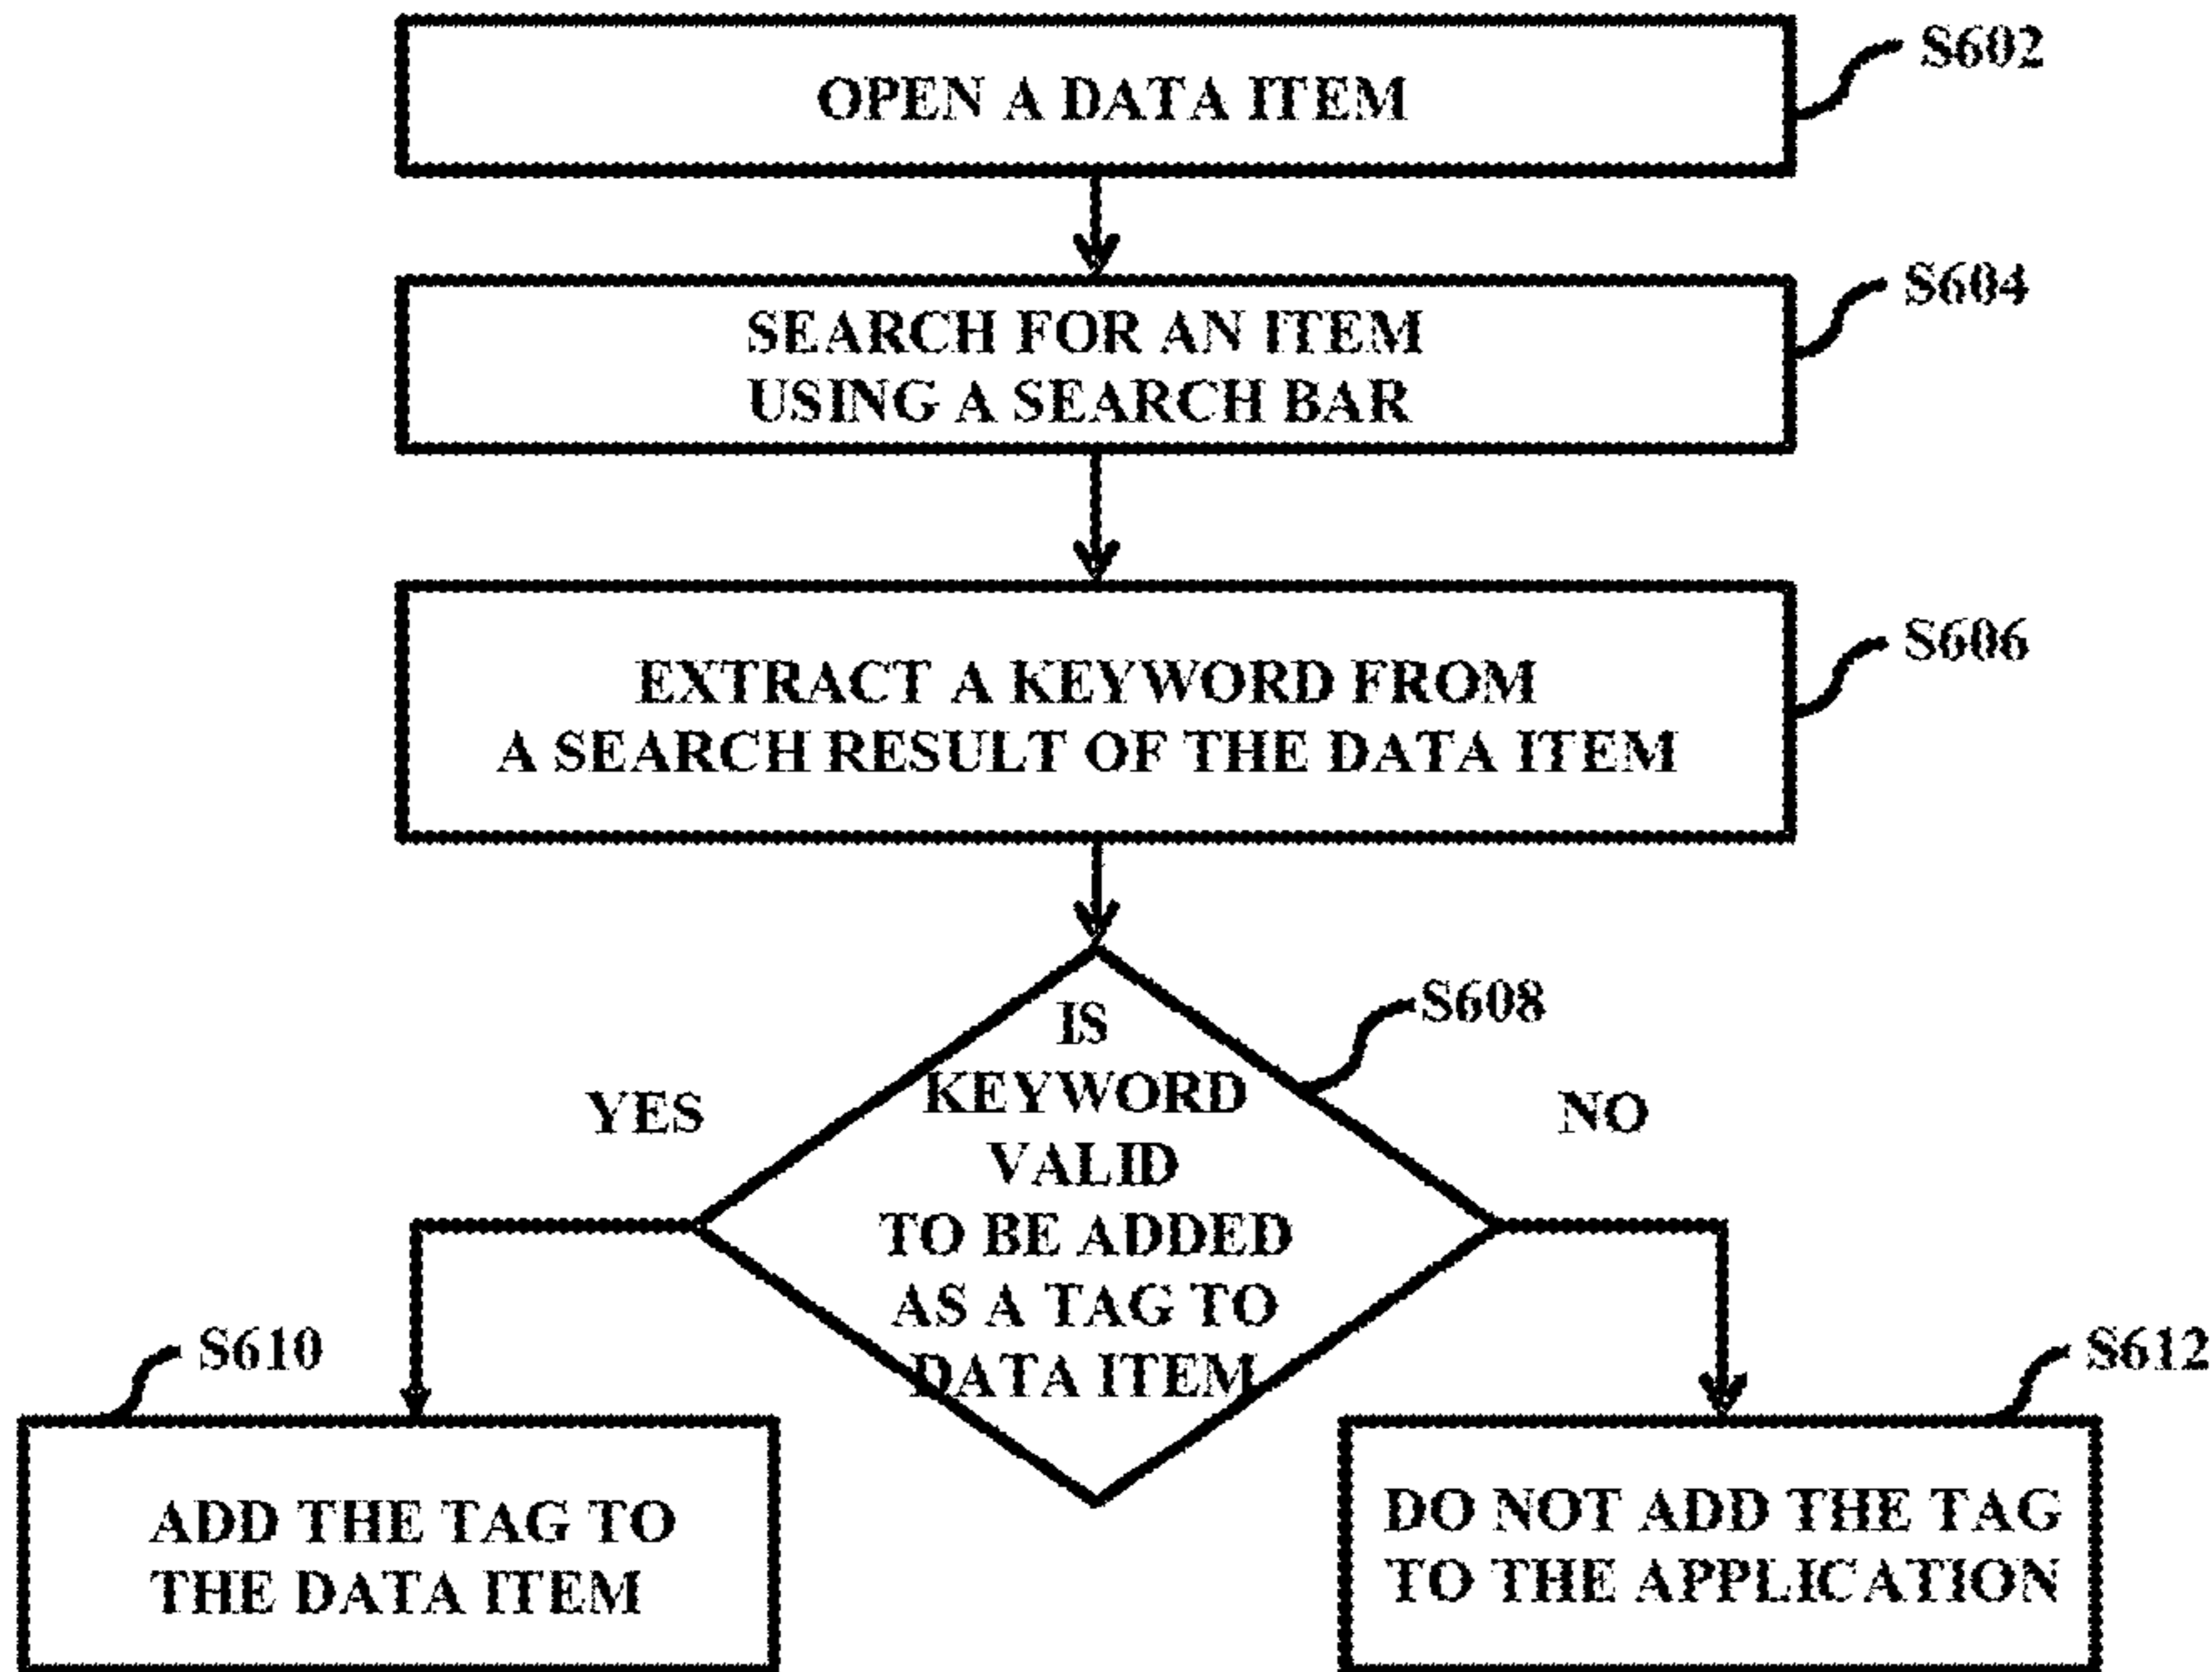 OPEN A DATA ITEM
S602
SEARCH FOR AN ITEM
USING A SEARCH BAR
S604
EXTRACT A KEYWORD FROM
A SEARCH RESULT OF THE DATA ITEM
S606
IS
KEYWORD
VALID
TO BE ADDED
AS A TAG TO
DATA ITEM
S608
YES
NO
S610
ADD THE TAG TO
THE DATA ITEM
S612
DO NOT ADD THE TAG
TO THE APPLICATION